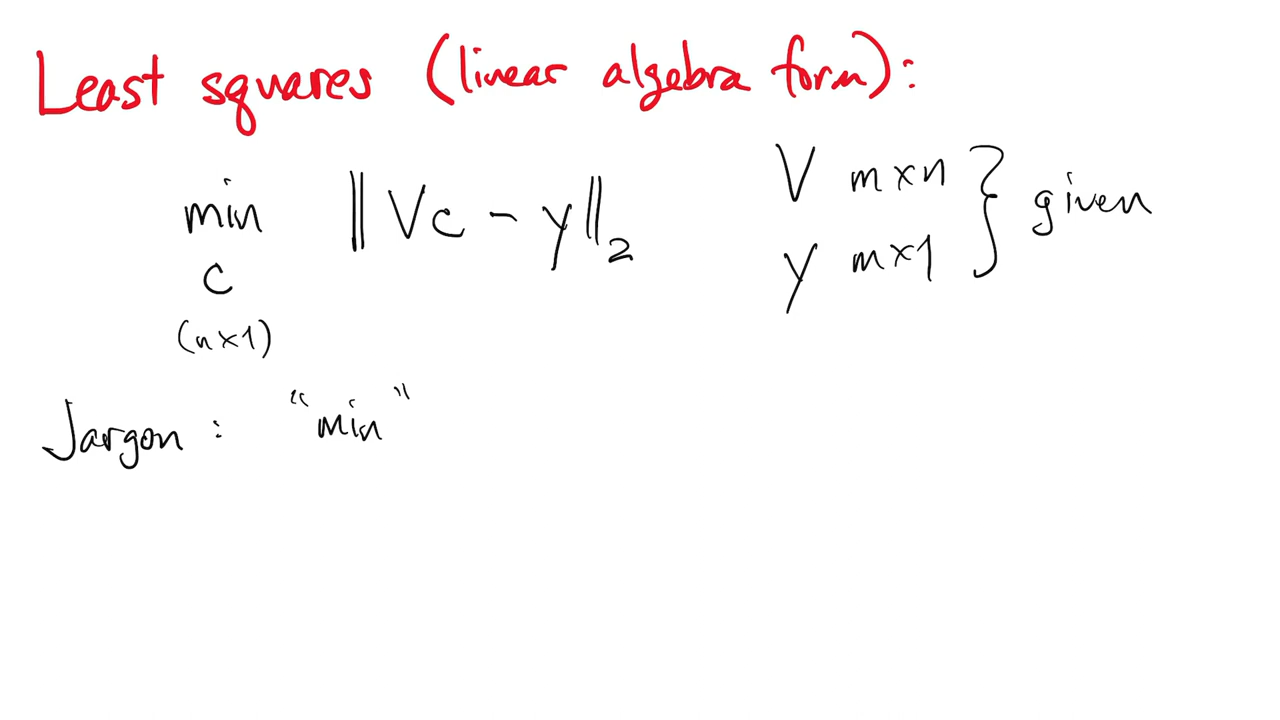 Least squares (linear algebra form):
min ‖Vc - y‖₂
c
(n×1)
V m×n } given
y m×1
Jargon: "min"